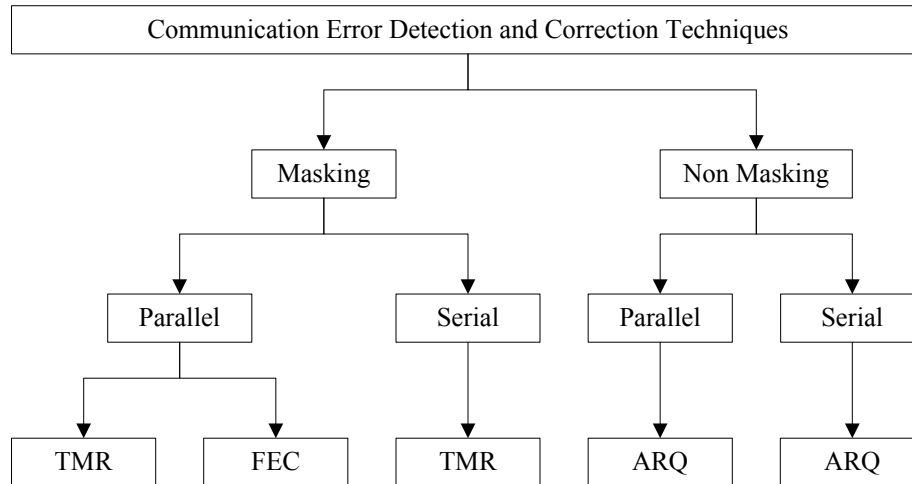 Communication Error Detection and Correction Techniques
Masking
Non Masking
Parallel
Serial
Parallel
Serial
TMR
FEC
TMR
ARQ
ARQ